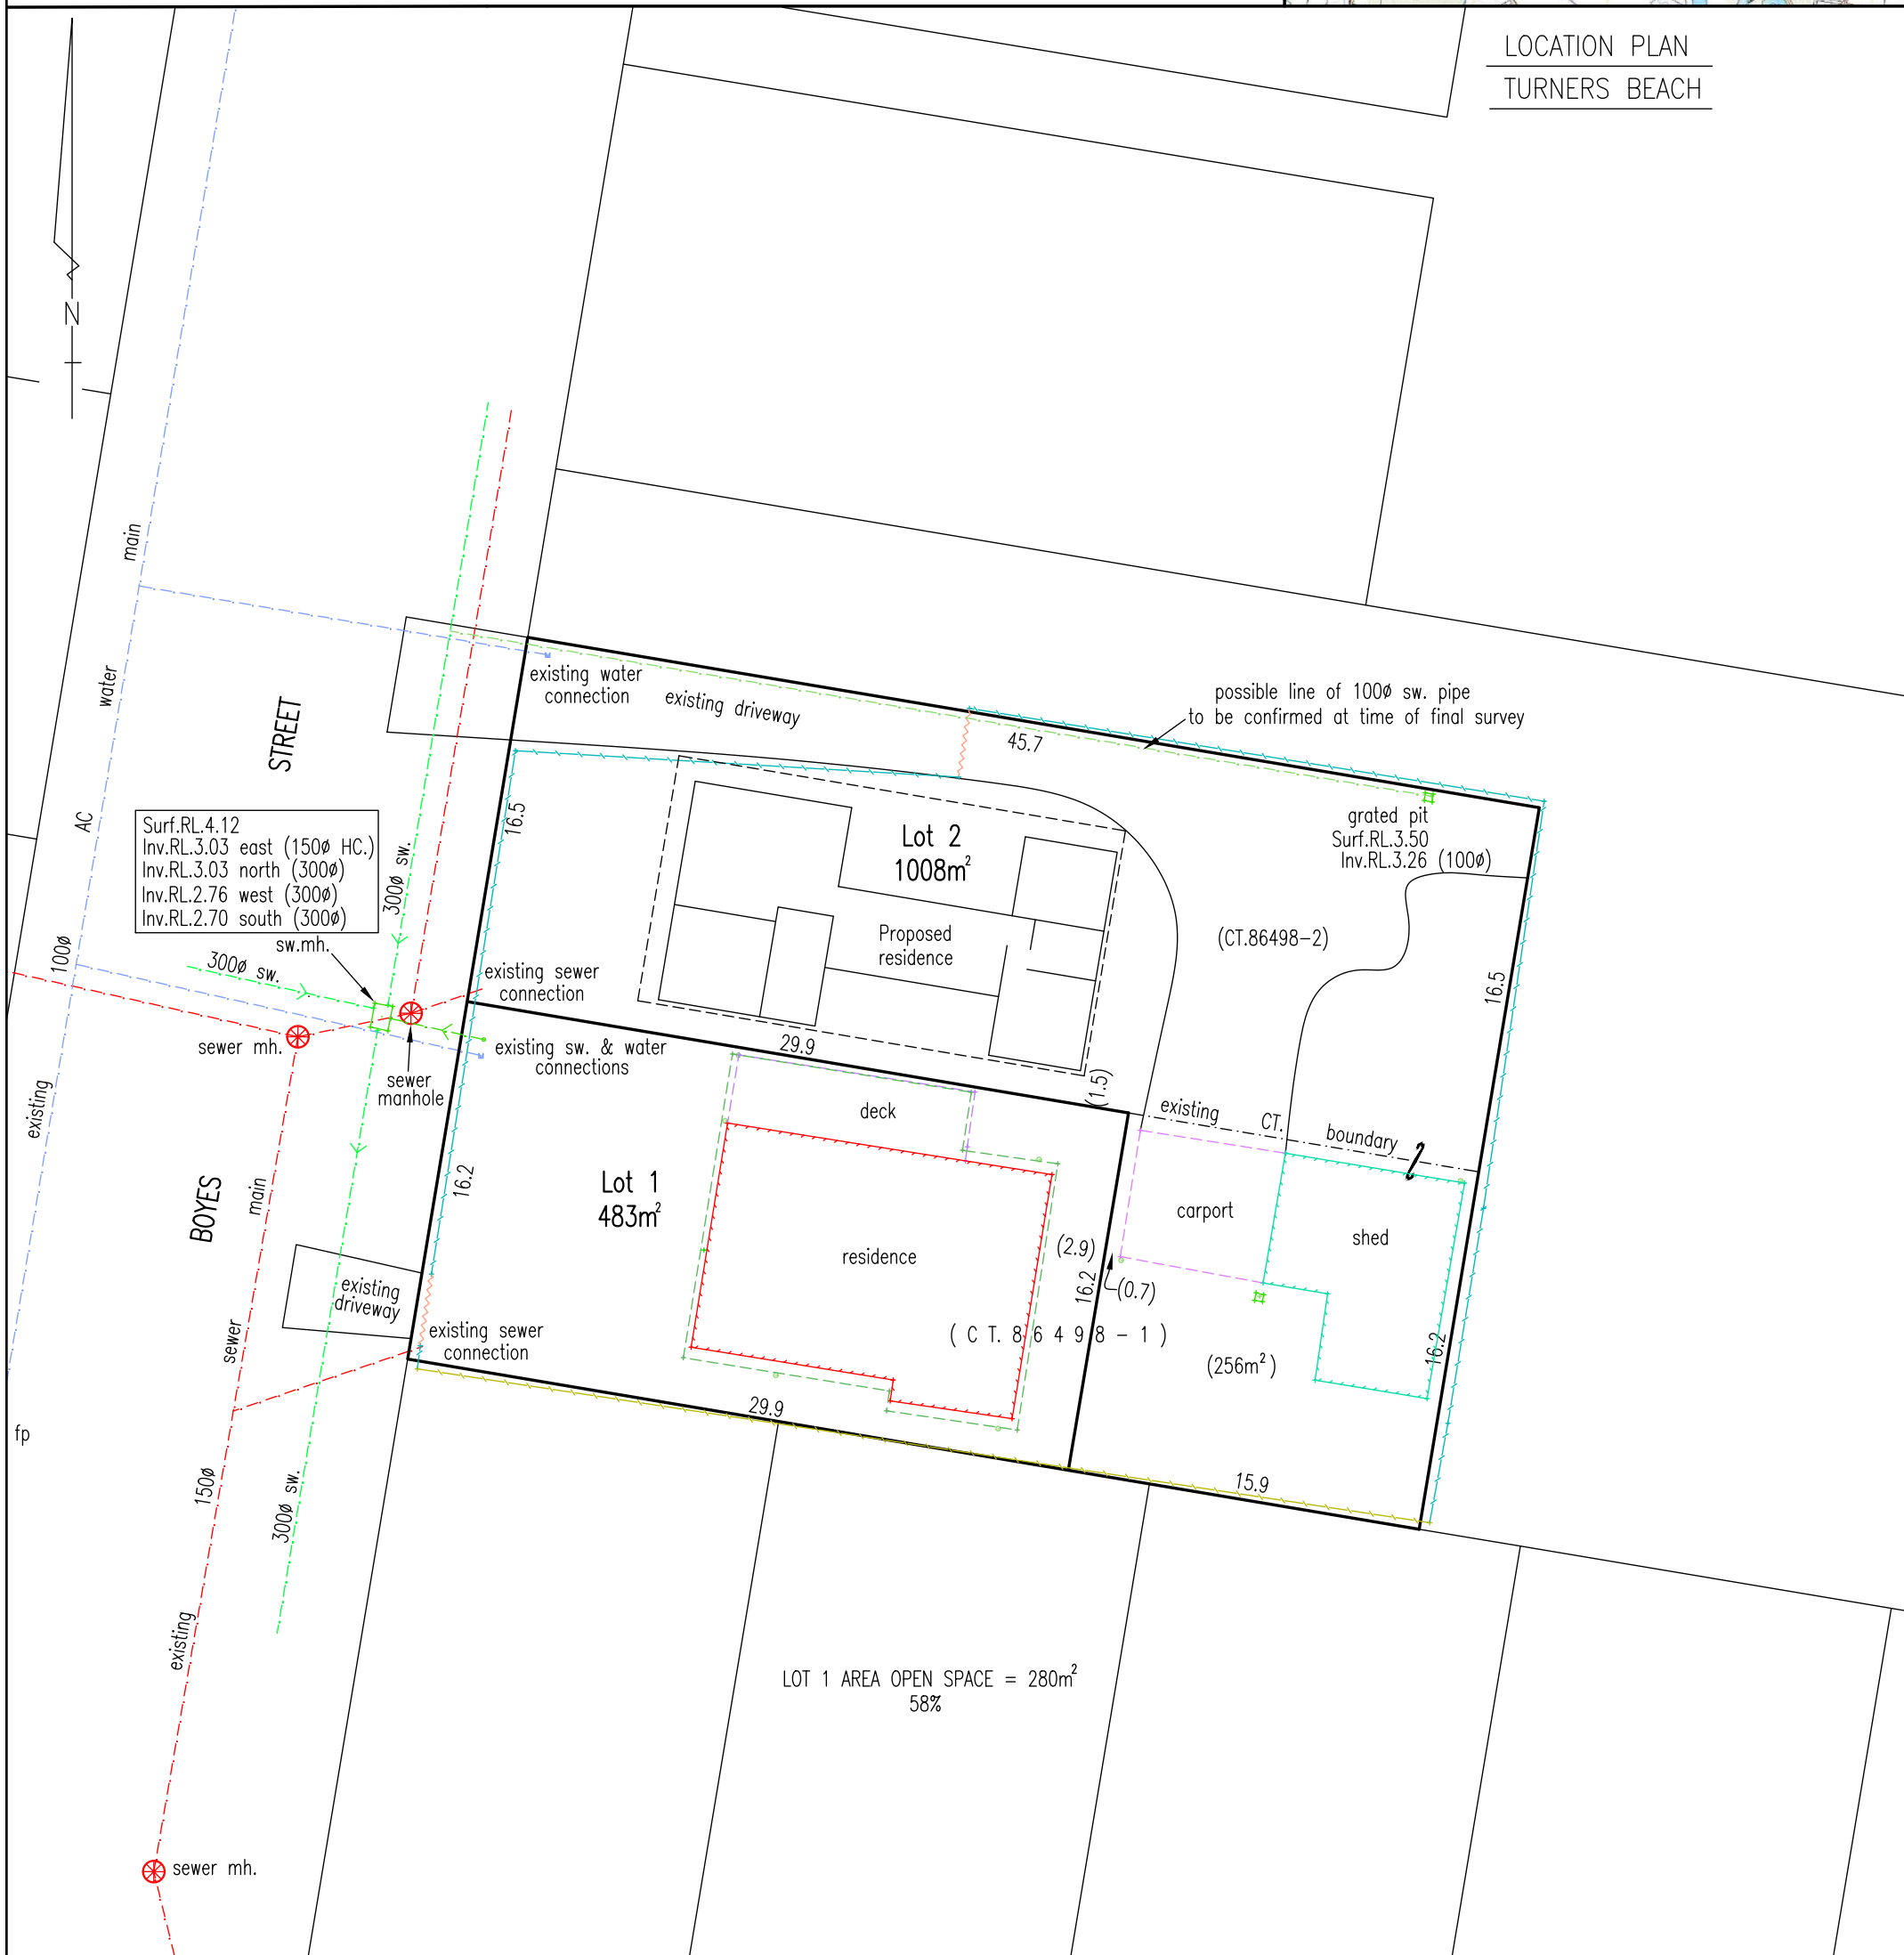 LOCATION PLAN
TURNERS BEACH
N
main
water
AC
100ø
existing
STREET
BOYES
existing water
connection
existing driveway
possible line of 100ø sw. pipe
to be confirmed at time of final survey
45.7
16.5
Surf.RL.4.12
Inv.RL.3.03 east (150ø HC.)
Inv.RL.3.03 north (300ø)
Inv.RL.2.76 west (300ø)
Inv.RL.2.70 south (300ø)
300ø sw.
sw.mh.
300ø sw.
Lot 2
1008m²
grated pit
Surf.RL.3.50
Inv.RL.3.26 (100ø)
Proposed
residence
(CT.86498-2)
16.5
existing sewer
connection
sewer mh.
existing sw. & water
connections
sewer
manhole
29.9
(1.5)
deck
existing CT. boundary
16.2
Lot 1
483m²
carport
shed
residence
(2.9)
16.2
(0.7)
existing
driveway
existing sewer
connection
(CT.86498-1)
(256m²)
16.2
29.9
15.9
main
sewer
150ø
existing
300ø sw.
fp
LOT 1 AREA OPEN SPACE = 280m²
58%
sewer mh.